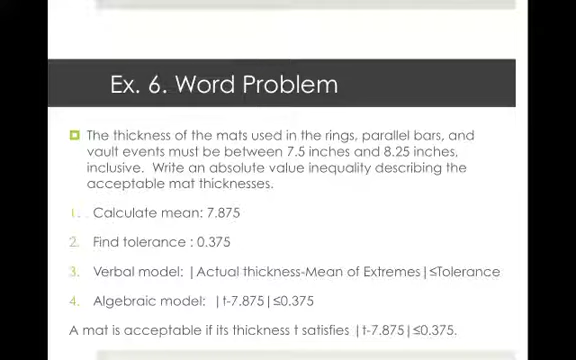 Ex. 6. Word Problem
The thickness of the mats used in the rings, parallel bars, and
vault events must be between 7.5 inches and 8.25 inches,
inclusive. Write an absolute value inequality describing the
acceptable mat thicknesses.
1. Calculate mean: 7.875
2. Find tolerance : 0.375
3. Verbal model: |Actual thickness-Mean of Extremes|≤Tolerance
4. Algebraic model: |t-7.875|≤0.375
A mat is acceptable if its thickness t satisfies |t-7.875|≤0.375.